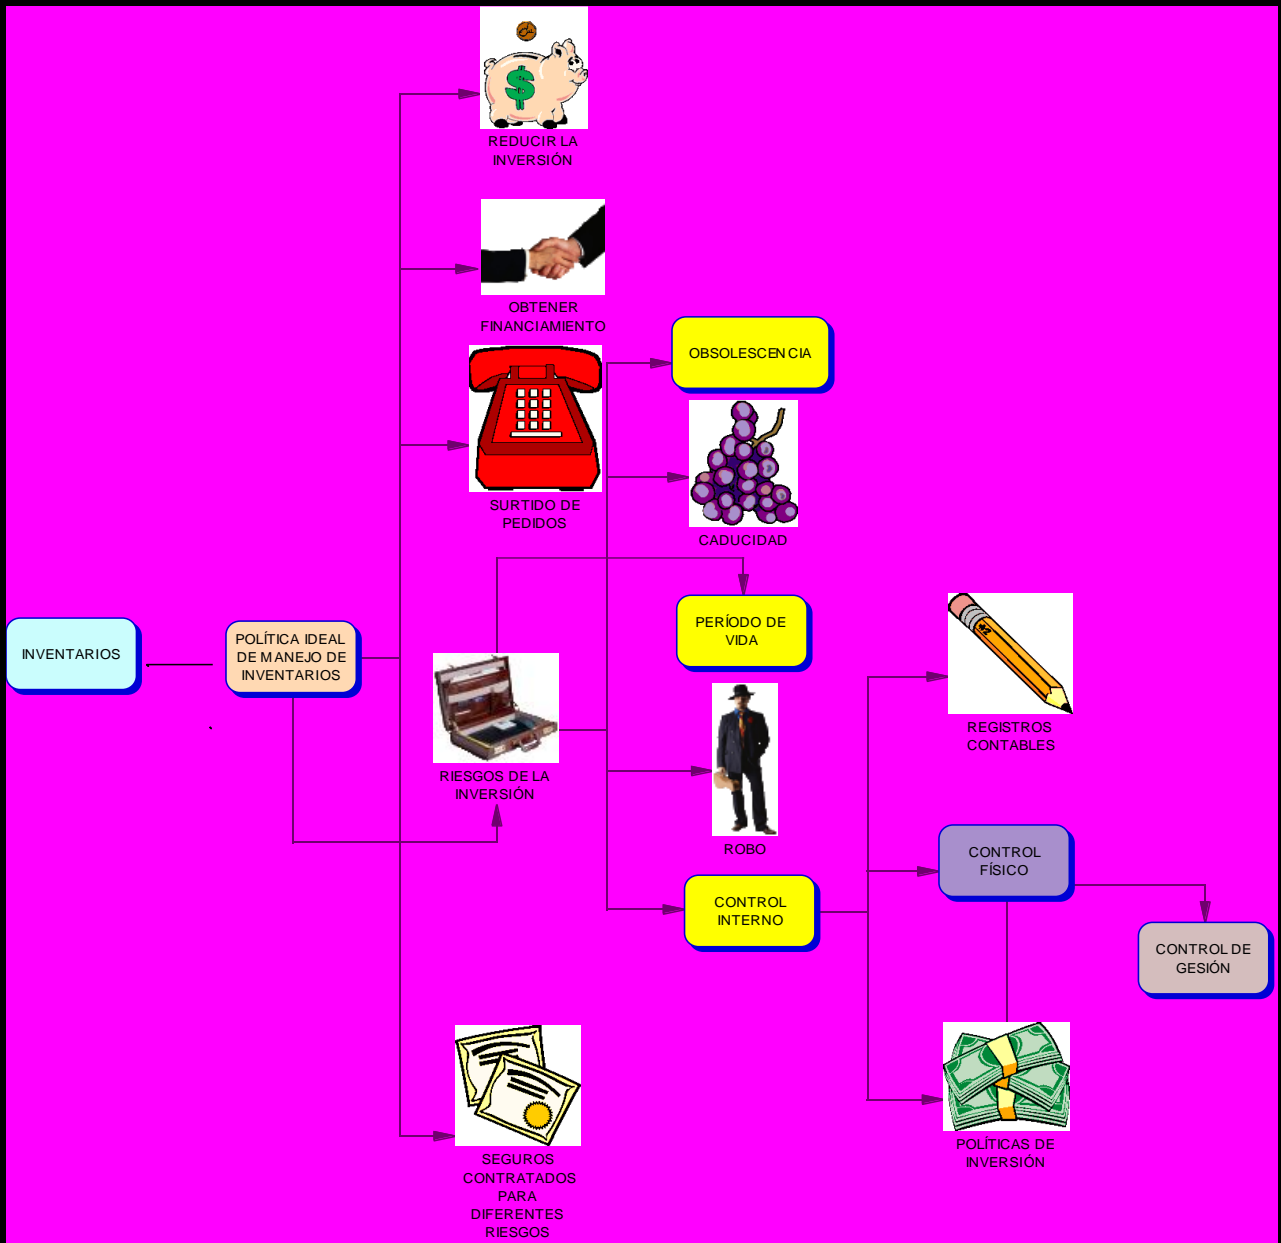 REDUCIR LA
INVERSIÓN
OBTENER
FINANCIAMIENTO
SURTIDO DE
PEDIDOS
OBSOLESCENCIA
CADUCIDAD
INVENTARIOS
POLÍTICA IDEAL
DE MANEJO DE
INVENTARIOS
PERÍODO DE
VIDA
RIESGOS DE LA
INVERSIÓN
ROBO
REGISTROS
CONTABLES
CONTROL
INTERNO
CONTROL
FÍSICO
CONTROL DE
GESIÓN
POLÍTICAS DE
INVERSIÓN
SEGUROS
CONTRATADOS
PARA
DIFERENTES
RIESGOS